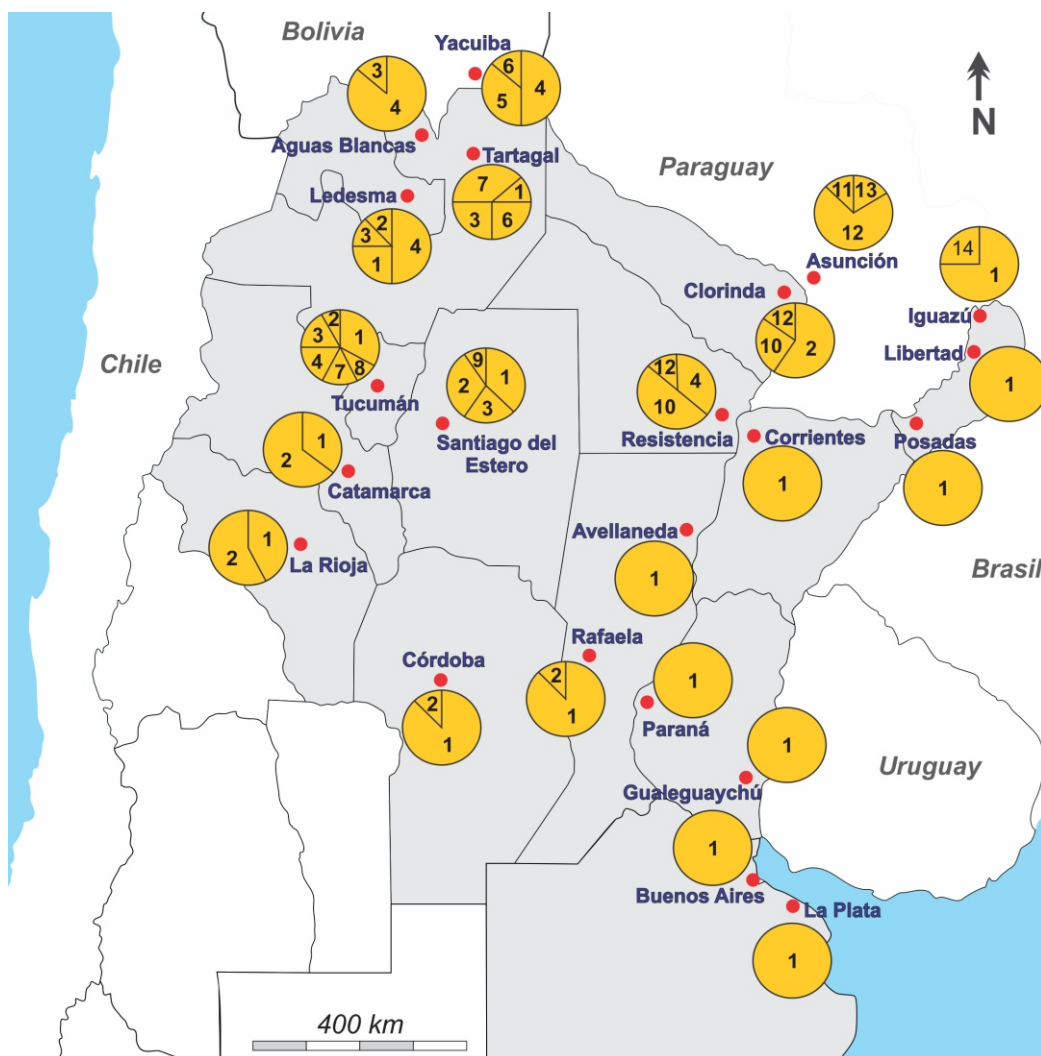 Bolivia
Yacuiba
3
4
6
4
5
N
Aguas Blancas
Tartagal
Paraguay
Ledesma
7
1
3
6
11
13
12
2
3
4
1
Asunción
14
1
Clorinda
Iguazú
12
10
2
Libertad
1
Chile
2
3
1
4
7
8
9
2
1
3
12
4
10
Tucumán
Santiago del
Estero
Resistencia
Corrientes
Posadas
1
2
1
1
Catamarca
Avellaneda
2
1
La Rioja
Brasil
1
Rafaela
Córdoba
1
2
1
2
1
Paraná
1
Uruguay
Gualeguaychú
1
Buenos Aires
La Plata
1
400 km